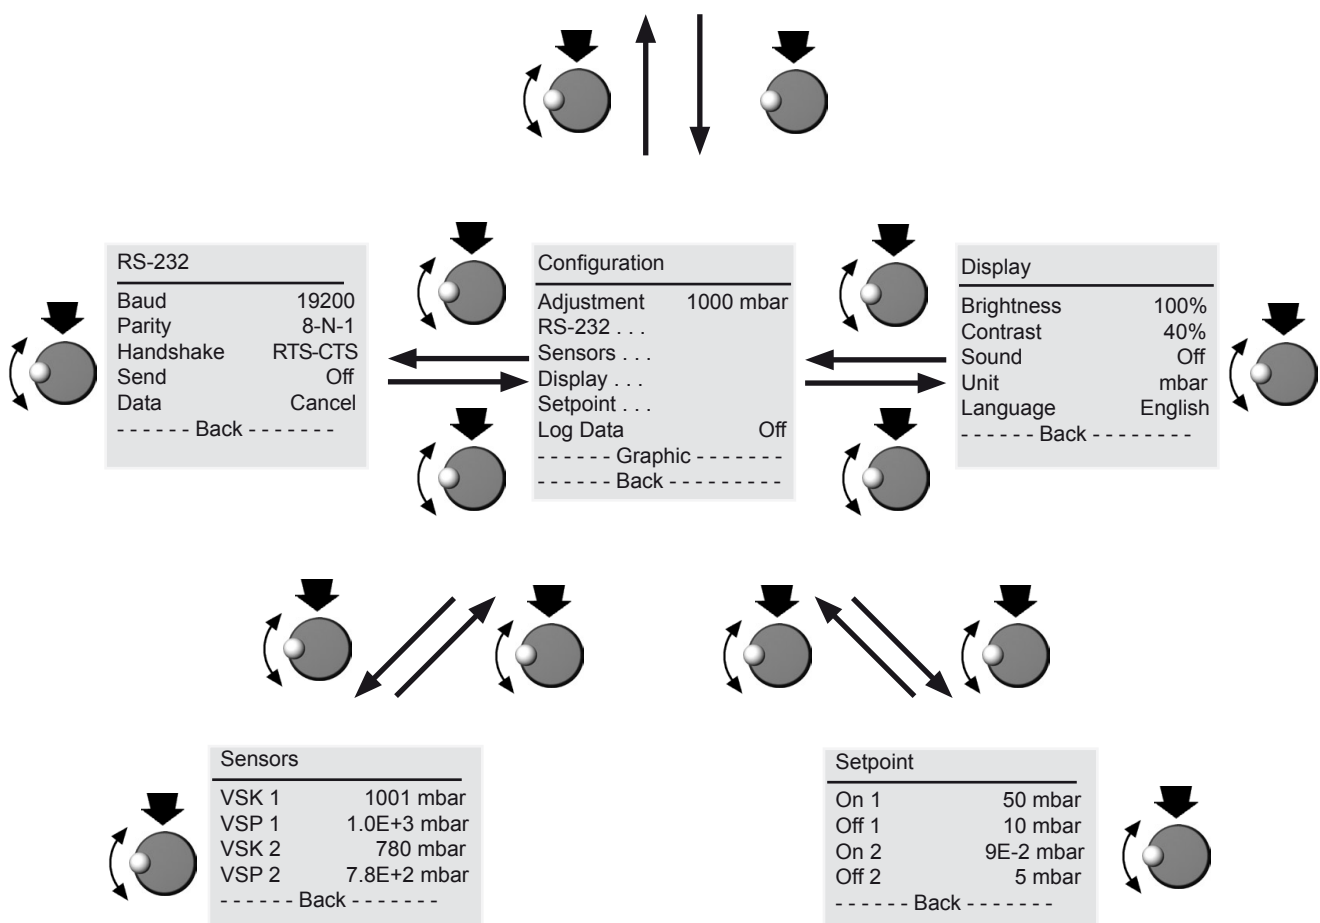 RS-232
Baud 19200
Parity 8-N-1
Handshake RTS-CTS
Send Off
Data Cancel
- - - - - - Back - - - - - - -
Configuration
Adjustment 1000 mbar
RS-232 . . .
Sensors . . .
Display . . .
Setpoint . . .
Log Data Off
- - - - - - Graphic - - - - - - -
- - - - - - Back - - - - - - - - -
Display
Brightness 100%
Contrast 40%
Sound Off
Unit mbar
Language English
- - - - - - Back - - - - - - - -
Sensors
VSK 1 1001 mbar
VSP 1 1.0E+3 mbar
VSK 2 780 mbar
VSP 2 7.8E+2 mbar
- - - - - - Back - - - - - - -
Setpoint
On 1 50 mbar
Off 1 10 mbar
On 2 9E-2 mbar
Off 2 5 mbar
- - - - - - Back - - - - - - -